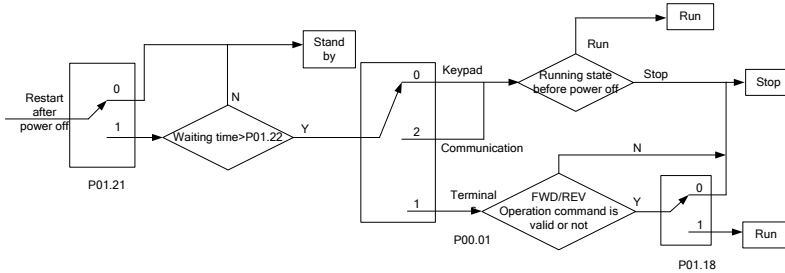 Restart
after
power off
0
1
P01.21
Stand
by
N
Waiting time>P01.22
Y
0
2
1
Keypad
Communication
Terminal
P00.01
Run
Run
Running state
before power off
Stop
Stop
N
FWD/REV
Operation command is
valid or not
Y
0
1
P01.18
Run